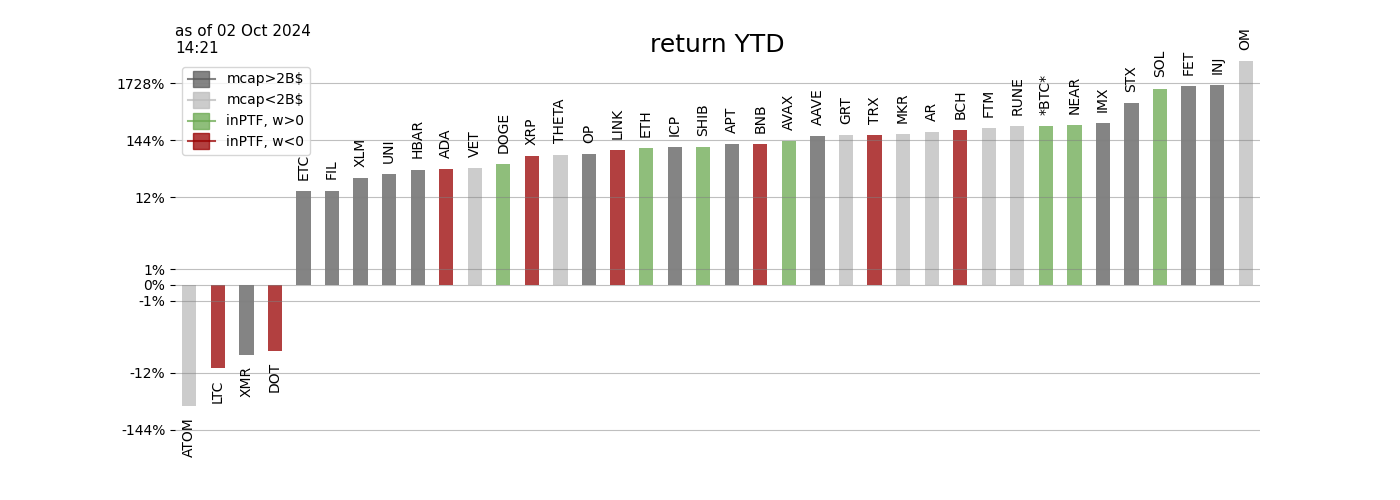 as of 02 Oct 2024
14:21
return YTD
mcap>2B$
mcap<2B$
inPTF, w>0
inPTF, w<0
1728%
144%
12%
1%
0%
-1%
-12%
-144%
ATOM
LTC
XMR
DOT
ETC
FIL
XLM
UNI
HBAR
ADA
VET
DOGE
XRP
THETA
OP
LINK
ETH
ICP
SHIB
APT
BNB
AVAX
AAVE
GRT
TRX
MKR
AR
BCH
FTM
RUNE
*BTC*
NEAR
IMX
STX
SOL
FET
INJ
OM